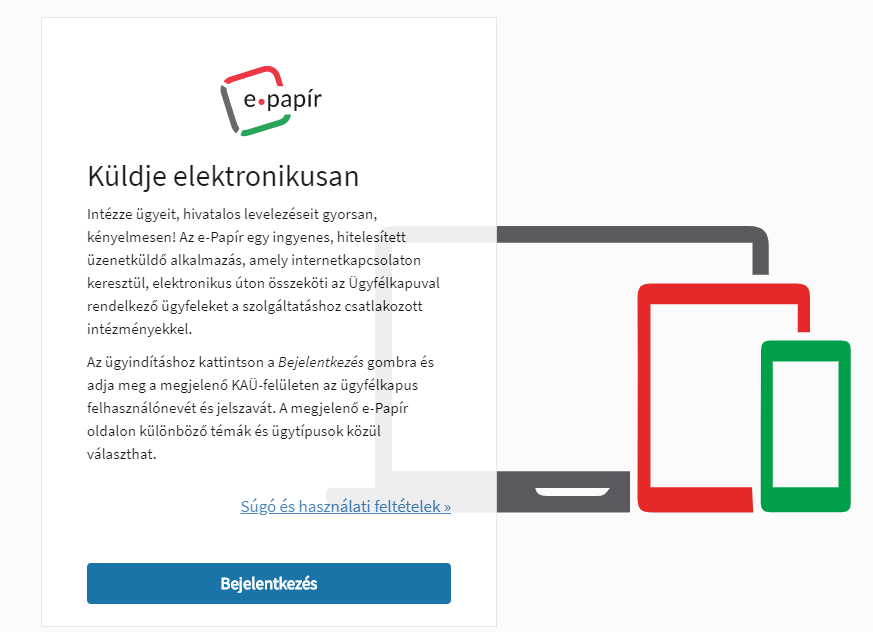 e•papír
Küldje elektronikusan
Intézze ügyeit, hivatalos levelezéseit gyorsan,
kényelmesen! Az e-Papír egy ingyenes, hitelesített
üzenetküldő alkalmazás, amely internetkapcsolaton
keresztül, elektronikus úton összeköti az Ügyfélkapuval
rendelkező ügyfeleket a szolgáltatáshoz csatlakozott
intézményekkel.
Az ügyindításhoz kattintson a Bejelentkezés gombra és
adja meg a megjelenő KAÜ-felületen az ügyfélkapus
felhasználónevét és jelszavát. A megjelenő e-Papír
oldalon különböző témák és ügytípusok közül
választhat.
Súgó és használati feltételek »
Bejelentkezés